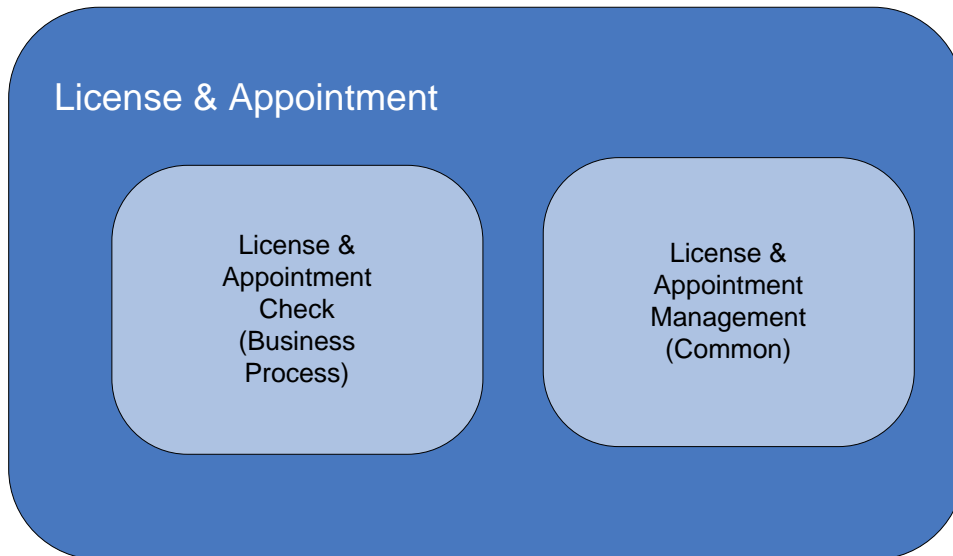 License & Appointment
License &
Appointment
Check
(Business
Process)
License &
Appointment
Management
(Common)